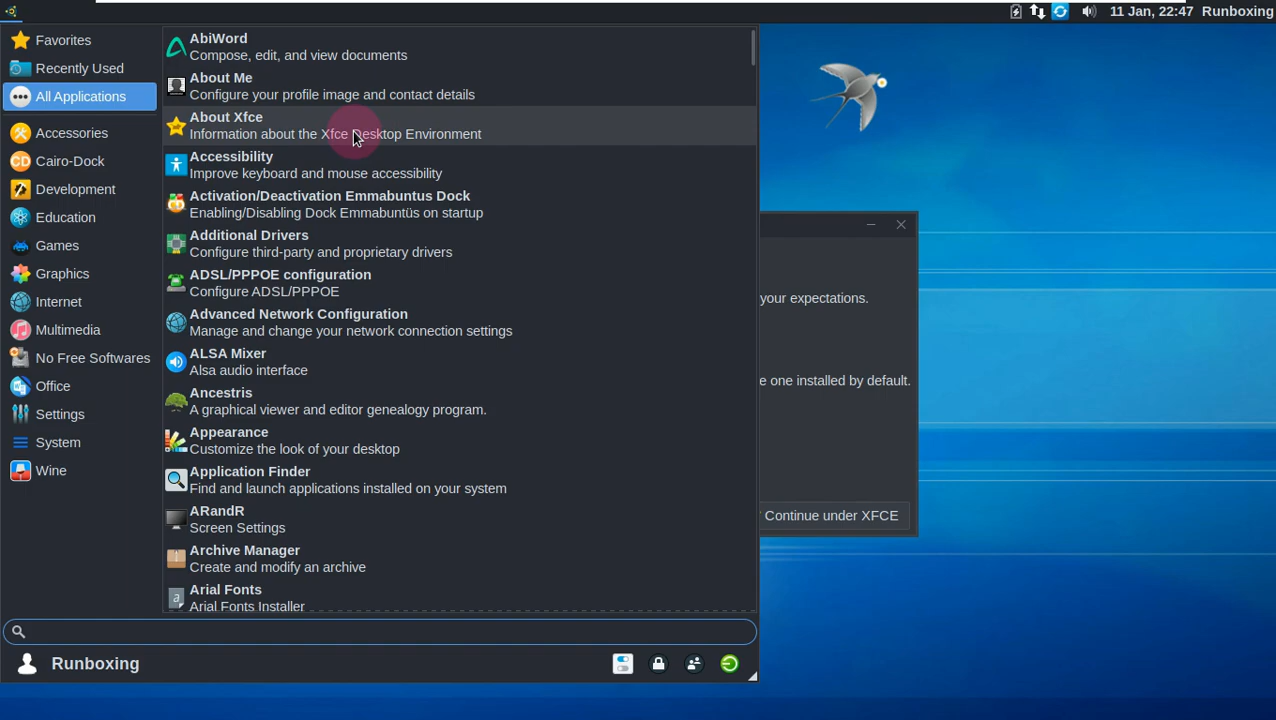 11 Jan, 22:47 Runboxing
Favorites
Recently Used
All Applications
Accessories
Cairo-Dock
Development
Education
Games
Graphics
Internet
Multimedia
No Free Softwares
Office
Settings
System
Wine
AbiWord
Compose, edit, and view documents
About Me
Configure your profile image and contact details
About Xfce
Information about the Xfce Desktop Environment
Accessibility
Improve keyboard and mouse accessibility
Activation/Deactivation Emmabuntus Dock
Enabling/Disabling Dock Emmabuntüs on startup
Additional Drivers
Configure third-party and proprietary drivers
ADSL/PPPOE configuration
Configure ADSL/PPPOE
Advanced Network Configuration
Manage and change your network connection settings
ALSA Mixer
Alsa audio interface
Ancestris
A graphical viewer and editor genealogy program.
Appearance
Customize the look of your desktop
Application Finder
Find and launch applications installed on your system
ARandR
Screen Settings
Archive Manager
Create and modify an archive
Arial Fonts
Arial Fonts Installer
your expectations.
e one installed by default.
Continue under XFCE
Runboxing